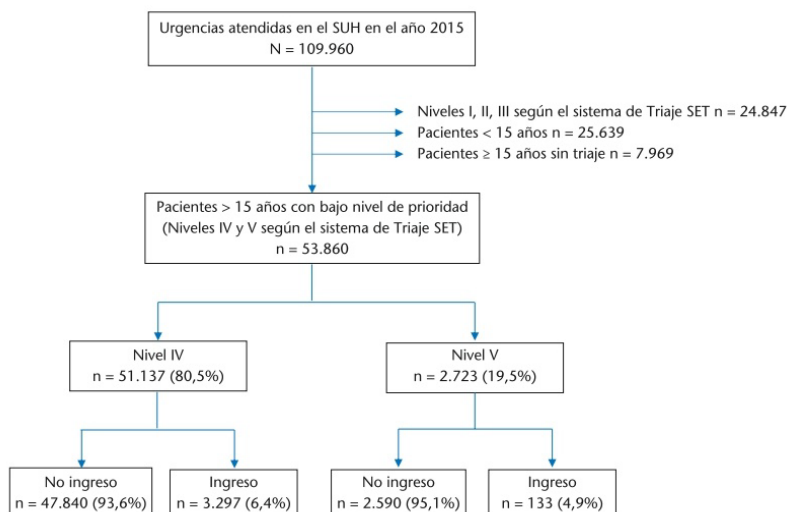 Urgencias atendidas en el SUH en el año 2015
N = 109.960
Niveles I, II, III según el sistema de Triaje SET n = 24.847
Pacientes < 15 años n = 25.639
Pacientes ≥ 15 años sin triaje n = 7.969
Pacientes > 15 años con bajo nivel de prioridad
(Niveles IV y V según el sistema de Triaje SET)
n = 53.860
Nivel IV
n = 51.137 (80,5%)
Nivel V
n = 2.723 (19,5%)
No ingreso
n = 47.840 (93,6%)
Ingreso
n = 3.297 (6,4%)
No ingreso
n = 2.590 (95,1%)
Ingreso
n = 133 (4,9%)